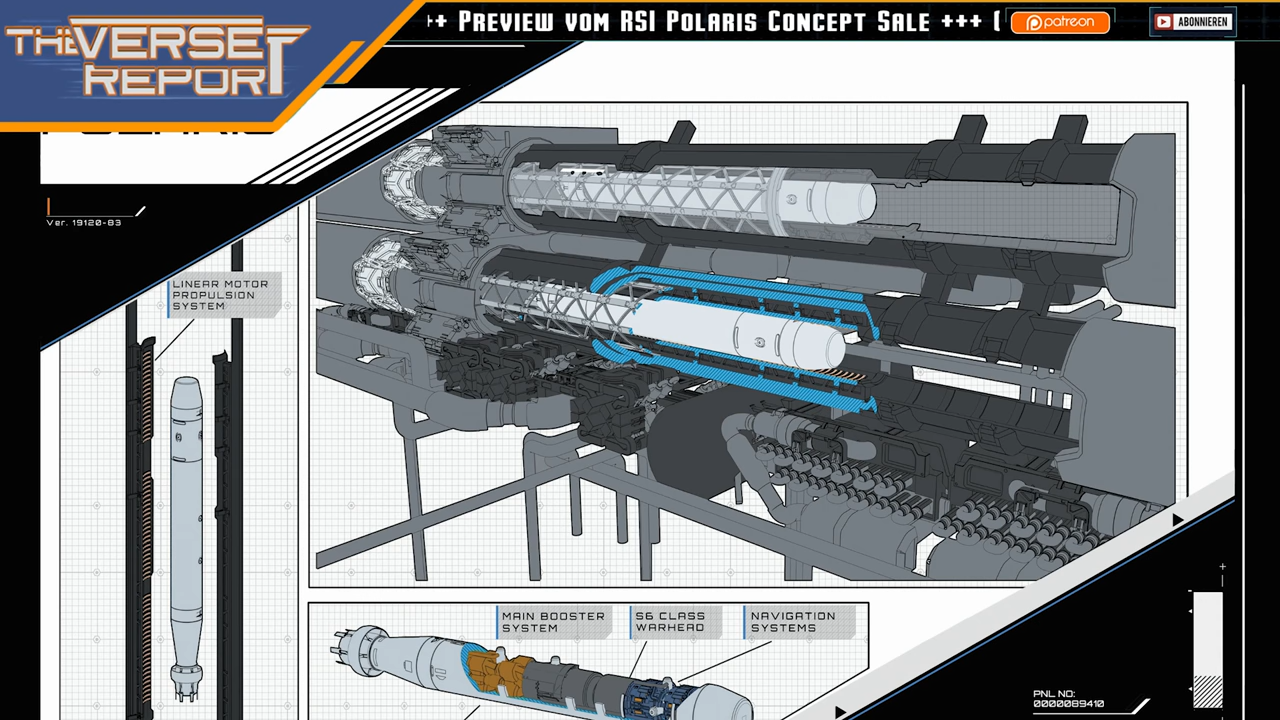 THE VERSE REPORT
++ PREVIEW VOM RSI POLARIS CONCEPT SALE +++ (
patreon
ABONNIEREN
POLARIS
Ver. 19120-83
LINEAR MOTOR
PROPULSION
SYSTEM
MAIN BOOSTER
SYSTEM
S6 CLASS
WARHEAD
NAVIGATION
SYSTEMS
PNL NO:
0000089410